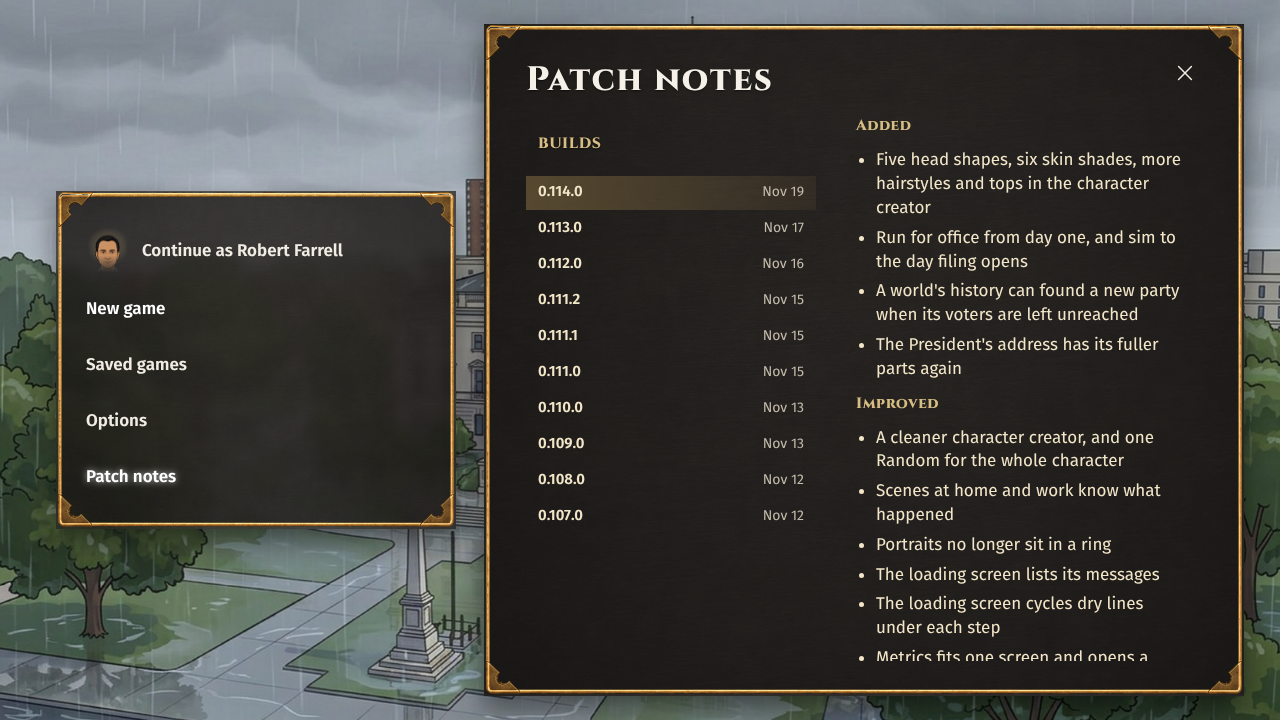 Continue as Robert Farrell
New game
Saved games
Options
Patch notes
Patch notes
Builds
0.114.0 Nov 19
0.113.0 Nov 17
0.112.0 Nov 16
0.111.2 Nov 15
0.111.1 Nov 15
0.111.0 Nov 15
0.110.0 Nov 13
0.109.0 Nov 13
0.108.0 Nov 12
0.107.0 Nov 12
Added
• Five head shapes, six skin shades, more
hairstyles and tops in the character
creator
• Run for office from day one, and sim to
the day filing opens
• A world's history can found a new party
when its voters are left unreached
• The President's address has its fuller
parts again
Improved
• A cleaner character creator, and one
Random for the whole character
• Scenes at home and work know what
happened
• Portraits no longer sit in a ring
• The loading screen lists its messages
• The loading screen cycles dry lines
under each step
• Metrics fits one screen and opens a